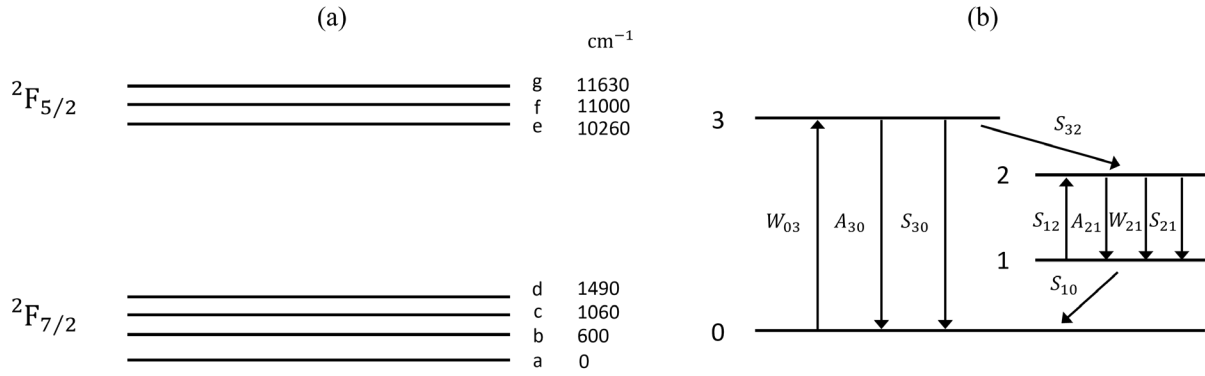 (a)
cm⁻¹
²F₅/₂
g 11630
f 11000
e 10260
²F₇/₂
d 1490
c 1060
b 600
a 0
(b)
3
S₃₂
2
W₀₃ A₃₀ S₃₀
S₁₂ A₂₁ W₂₁ S₂₁
1
S₁₀
0